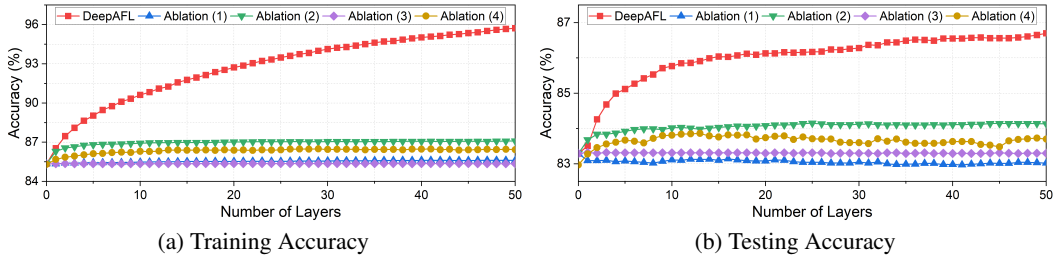 DeepAFL Ablation (1) Ablation (2) Ablation (3) Ablation (4)
96
93
90
87
84
Accuracy (%)
0 10 20 30 40 50
Number of Layers
(a) Training Accuracy
DeepAFL Ablation (1) Ablation (2) Ablation (3) Ablation (4)
87
85
83
Accuracy (%)
0 10 20 30 40 50
Number of Layers
(b) Testing Accuracy